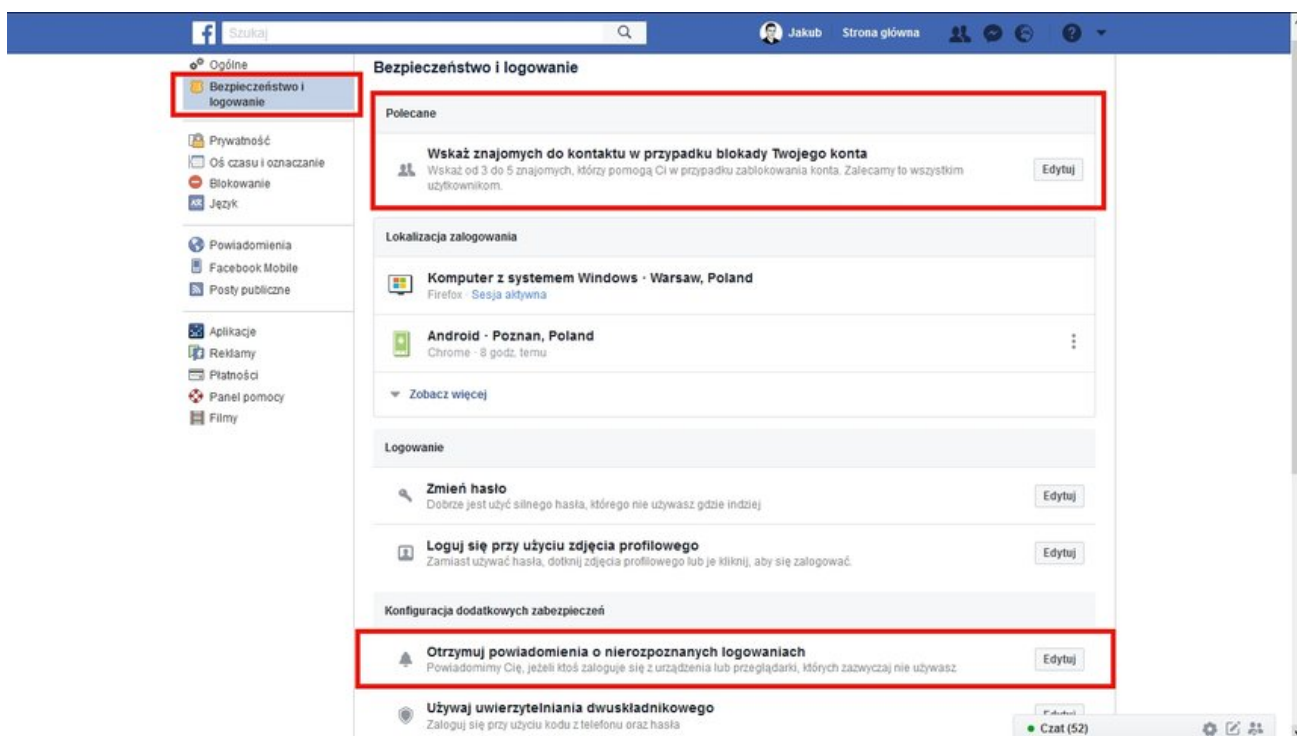 f
Szukaj
Jakub
Strona główna
?
Ogólne
Bezpieczeństwo i
logowanie
Prywatność
Oś czasu i oznaczanie
Blokowanie
Język
Powiadomienia
Facebook Mobile
Posty publiczne
Aplikacje
Reklamy
Płatności
Panel pomocy
Filmy
Bezpieczeństwo i logowanie
Polecane
Wskaż znajomych do kontaktu w przypadku blokady Twojego konta
Wskaż od 3 do 5 znajomych, którzy pomogą Ci w przypadku zablokowania konta. Zalecamy to wszystkim
użytkownikom.
Edytuj
Lokalizacja zalogowania
Komputer z systemem Windows · Warsaw, Poland
Firefox · Sesja aktywna
Android · Poznan, Poland
Chrome · 8 godz. temu
Zobacz więcej
Logowanie
Zmień hasło
Dobrze jest użyć silnego hasła, którego nie używasz gdzie indziej
Edytuj
Loguj się przy użyciu zdjęcia profilowego
Zamiast używać hasła, dotknij zdjęcia profilowego lub je kliknij, aby się zalogować.
Edytuj
Konfiguracja dodatkowych zabezpieczeń
Otrzymuj powiadomienia o nierozpoznanych logowaniach
Powiadomimy Cię, jeżeli ktoś zaloguje się z urządzenia lub przeglądarki, których zazwyczaj nie używasz
Edytuj
Używaj uwierzytelniania dwuskładnikowego
Zaloguj się przy użyciu kodu z telefonu oraz hasła
Czat (52)